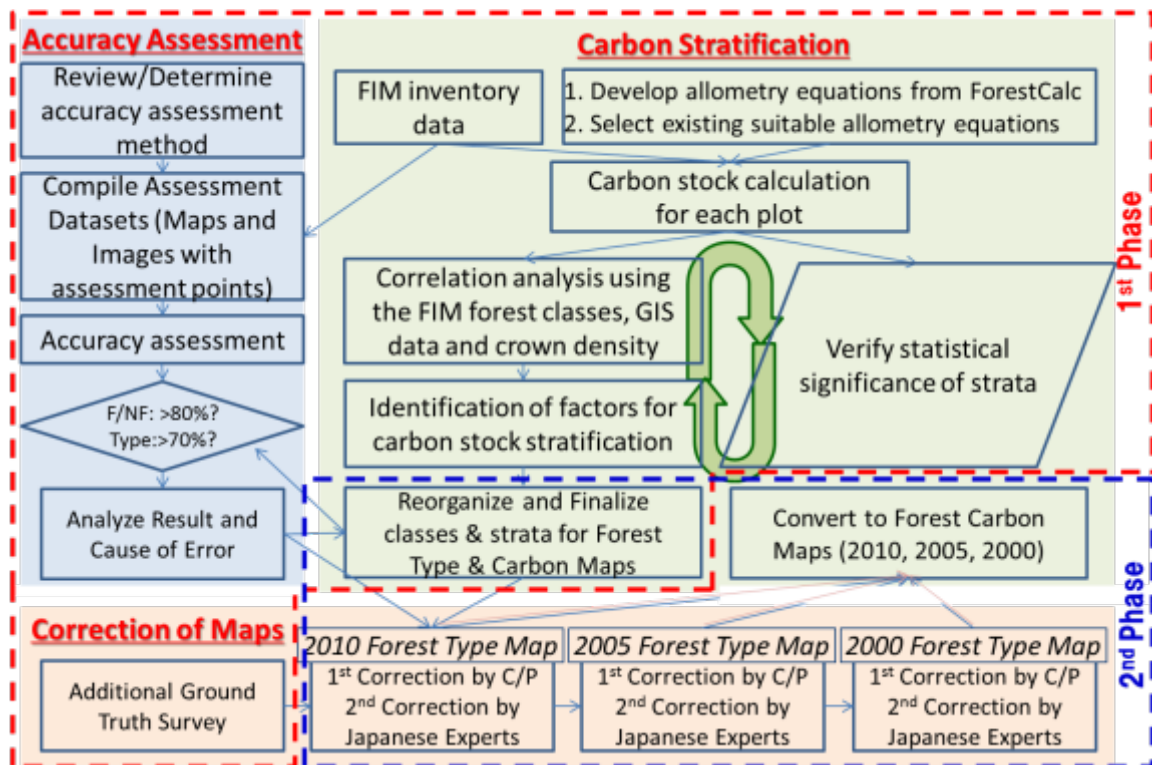 Accuracy Assessment
Review/Determine
accuracy assessment
method
Compile Assessment
Datasets (Maps and
Images with
assessment points)
Accuracy assessment
F/NF: >80%?
Type:>70%?
Analyze Result and
Cause of Error
Carbon Stratification
FIM inventory
data
1. Develop allometry equations from ForestCalc
2. Select existing suitable allometry equations
Carbon stock calculation
for each plot
Correlation analysis using
the FIM forest classes, GIS
data and crown density
Verify statistical
significance of strata
Identification of factors for
carbon stock stratification
Reorganize and Finalize
classes & strata for Forest
Type & Carbon Maps
Convert to Forest Carbon
Maps (2010, 2005, 2000)
1st Phase
2nd Phase
Correction of Maps
Additional Ground
Truth Survey
2010 Forest Type Map
1st Correction by C/P
2nd Correction by
Japanese Experts
2005 Forest Type Map
1st Correction by C/P
2nd Correction by
Japanese Experts
2000 Forest Type Map
1st Correction by C/P
2nd Correction by
Japanese Experts